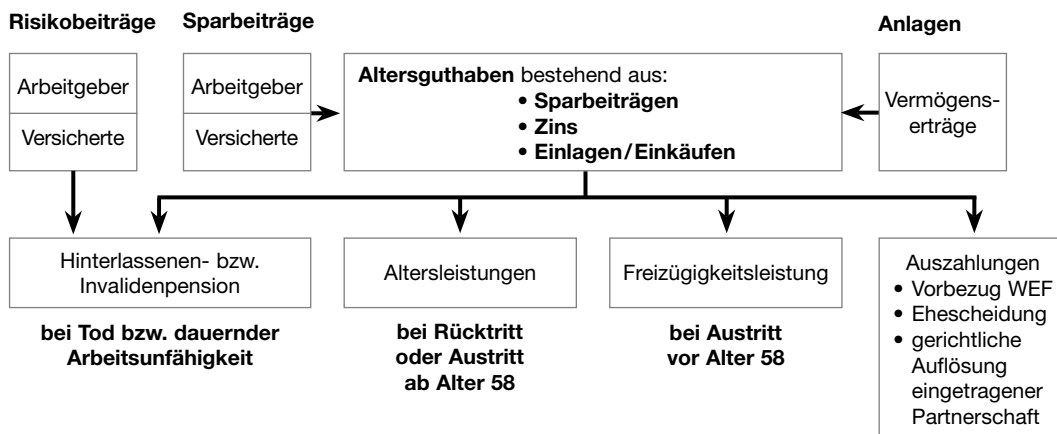 Risikobeiträge
Arbeitgeber
Versicherte
Sparbeiträge
Arbeitgeber
Versicherte
Altersguthaben bestehend aus:
• Sparbeiträgen
• Zins
• Einlagen/Einkäufen
Anlagen
Vermögens-
erträge
Hinterlassenen- bzw.
Invalidenpension
bei Tod bzw. dauernder
Arbeitsunfähigkeit
Altersleistungen
bei Rücktritt
oder Austritt
ab Alter 58
Freizügigkeitsleistung
bei Austritt
vor Alter 58
Auszahlungen
• Vorbezug WEF
• Ehescheidung
• gerichtliche
Auflösung
eingetragener
Partnerschaft